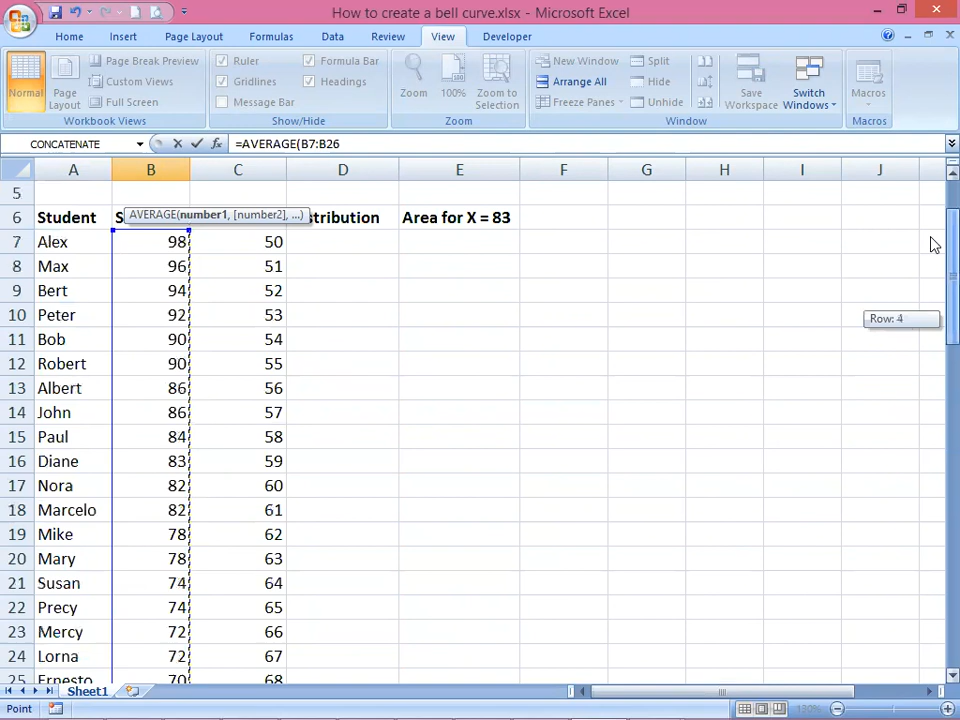 How to create a bell curve.xlsx - Microsoft Excel
Home Insert Page Layout Formulas Data Review View Developer
Normal Page Layout Page Break Preview Custom Views Full Screen
Workbook Views
Ruler Formula Bar
Gridlines Headings
Message Bar
Show/Hide
Zoom 100% Zoom to Selection
Zoom
New Window Split
Arrange All Hide
Freeze Panes Unhide
Save Workspace Switch Windows
Window
Macros
Macros
CONCATENATE =AVERAGE(B7:B26
A B C D E F G H I J
5
AVERAGE(number1, [number2], ...)
6 Student S stribution Area for X = 83
7 Alex 98 50
8 Max 96 51
9 Bert 94 52
10 Peter 92 53
Row: 4
11 Bob 90 54
12 Robert 90 55
13 Albert 86 56
14 John 86 57
15 Paul 84 58
16 Diane 83 59
17 Nora 82 60
18 Marcelo 82 61
19 Mike 78 62
20 Mary 78 63
21 Susan 74 64
22 Precy 74 65
23 Mercy 72 66
24 Lorna 72 67
25 Ernesto 70 68
Sheet1
Point 130%